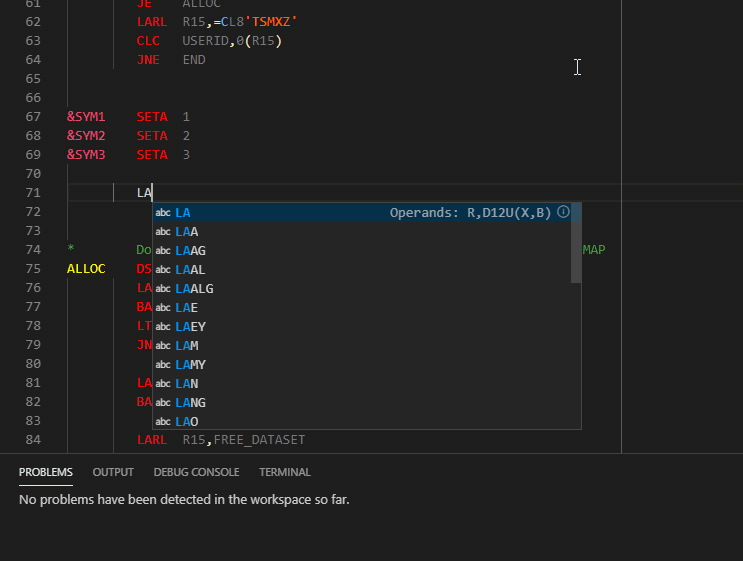 61 JE ALLOC
62 LARL R15,=CL8'TSMXZ'
63 CLC USERID,0(R15)
64 JNE END
65
66
67 &SYM1 SETA 1
68 &SYM2 SETA 2
69 &SYM3 SETA 3
70
71 LA
72 abc LA Operands: R,D12U(X,B)
73 abc LAA
74 * Do abc LAAG MAP
75 ALLOC DS abc LAAL
76 LA abc LAALG
77 BA abc LAE
78 LT abc LAEY
79 JN abc LAM
80 abc LAMY
81 LA abc LAN
82 BA abc LANG
83 abc LAO
84 LARL R15,FREE_DATASET
PROBLEMS OUTPUT DEBUG CONSOLE TERMINAL
No problems have been detected in the workspace so far.